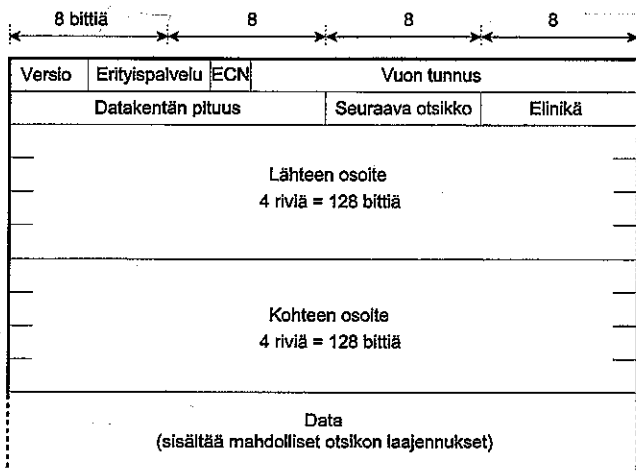 8 bittiä 8 8 8
Versio Erityispalvelu ECN Vuon tunnus
Datakentän pituus Seuraava otsikko Elinikä
Lähteen osoite
4 riviä = 128 bittiä
Kohteen osoite
4 riviä = 128 bittiä
Data
(sisältää mahdolliset otsikon laajennukset)